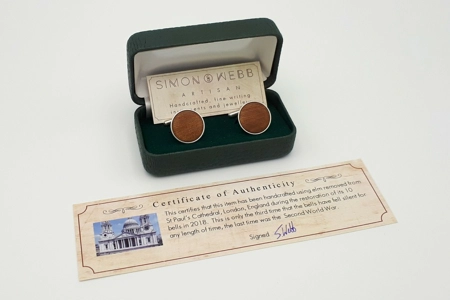 SIMON WEBB
ARTISAN
Handcrafted, fine writing
instruments and jewellery
Certificate of Authenticity
This certifies that this item has been handcrafted using elm removed from
St Paul's Cathedral, London, England during the restoration of its 10
bells in 2018. This is only the third time that the bells have fell silent for
any length of time, the last time was the Second World War.
Signed. SWebb